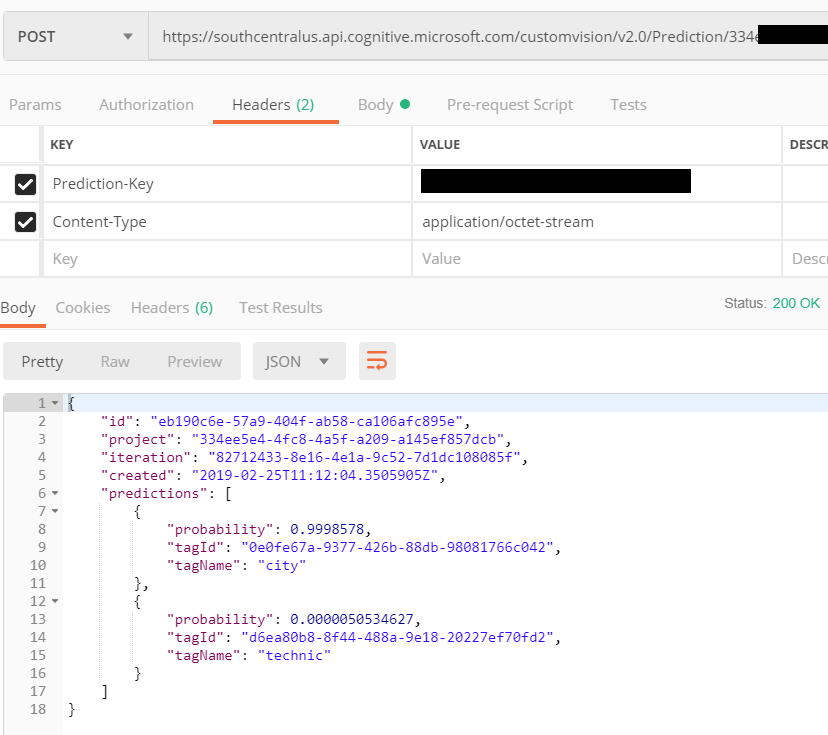 POST https://southcentralus.api.cognitive.microsoft.com/customvision/v2.0/Prediction/334e
Params Authorization Headers (2) Body Pre-request Script Tests
KEY VALUE DESCR
Prediction-Key
Content-Type application/octet-stream
Key Value Descr
Body Cookies Headers (6) Test Results Status: 200 OK
Pretty Raw Preview JSON
1 {
2 "id": "eb190c6e-57a9-404f-ab58-ca106afc895e",
3 "project": "334ee5e4-4fc8-4a5f-a209-a145ef857dcb",
4 "iteration": "82712433-8e16-4e1a-9c52-7d1dc108085f",
5 "created": "2019-02-25T11:12:04.3505905Z",
6 "predictions": [
7 {
8 "probability": 0.9998578,
9 "tagId": "0e0fe67a-9377-426b-88db-98081766c042",
10 "tagName": "city"
11 },
12 {
13 "probability": 0.0000050534627,
14 "tagId": "d6ea80b8-8f44-488a-9e18-20227ef70fd2",
15 "tagName": "technic"
16 }
17 ]
18 }